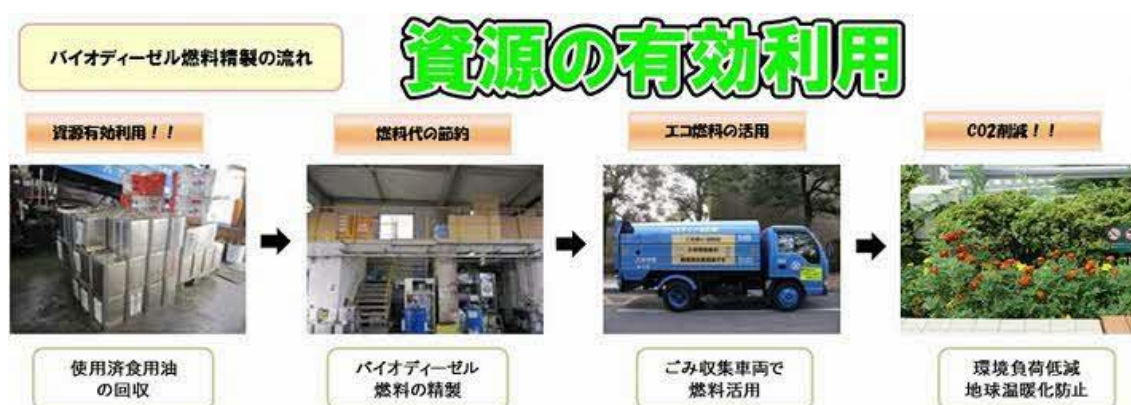 バイオディーゼル燃料精製の流れ
資源の有効利用
資源有効利用！！
燃料代の節約
エコ燃料の活用
CO2削減！！
使用済食用油
の回収
バイオディーゼル
燃料の精製
ごみ収集車両で
燃料活用
環境負荷低減
地球温暖化防止